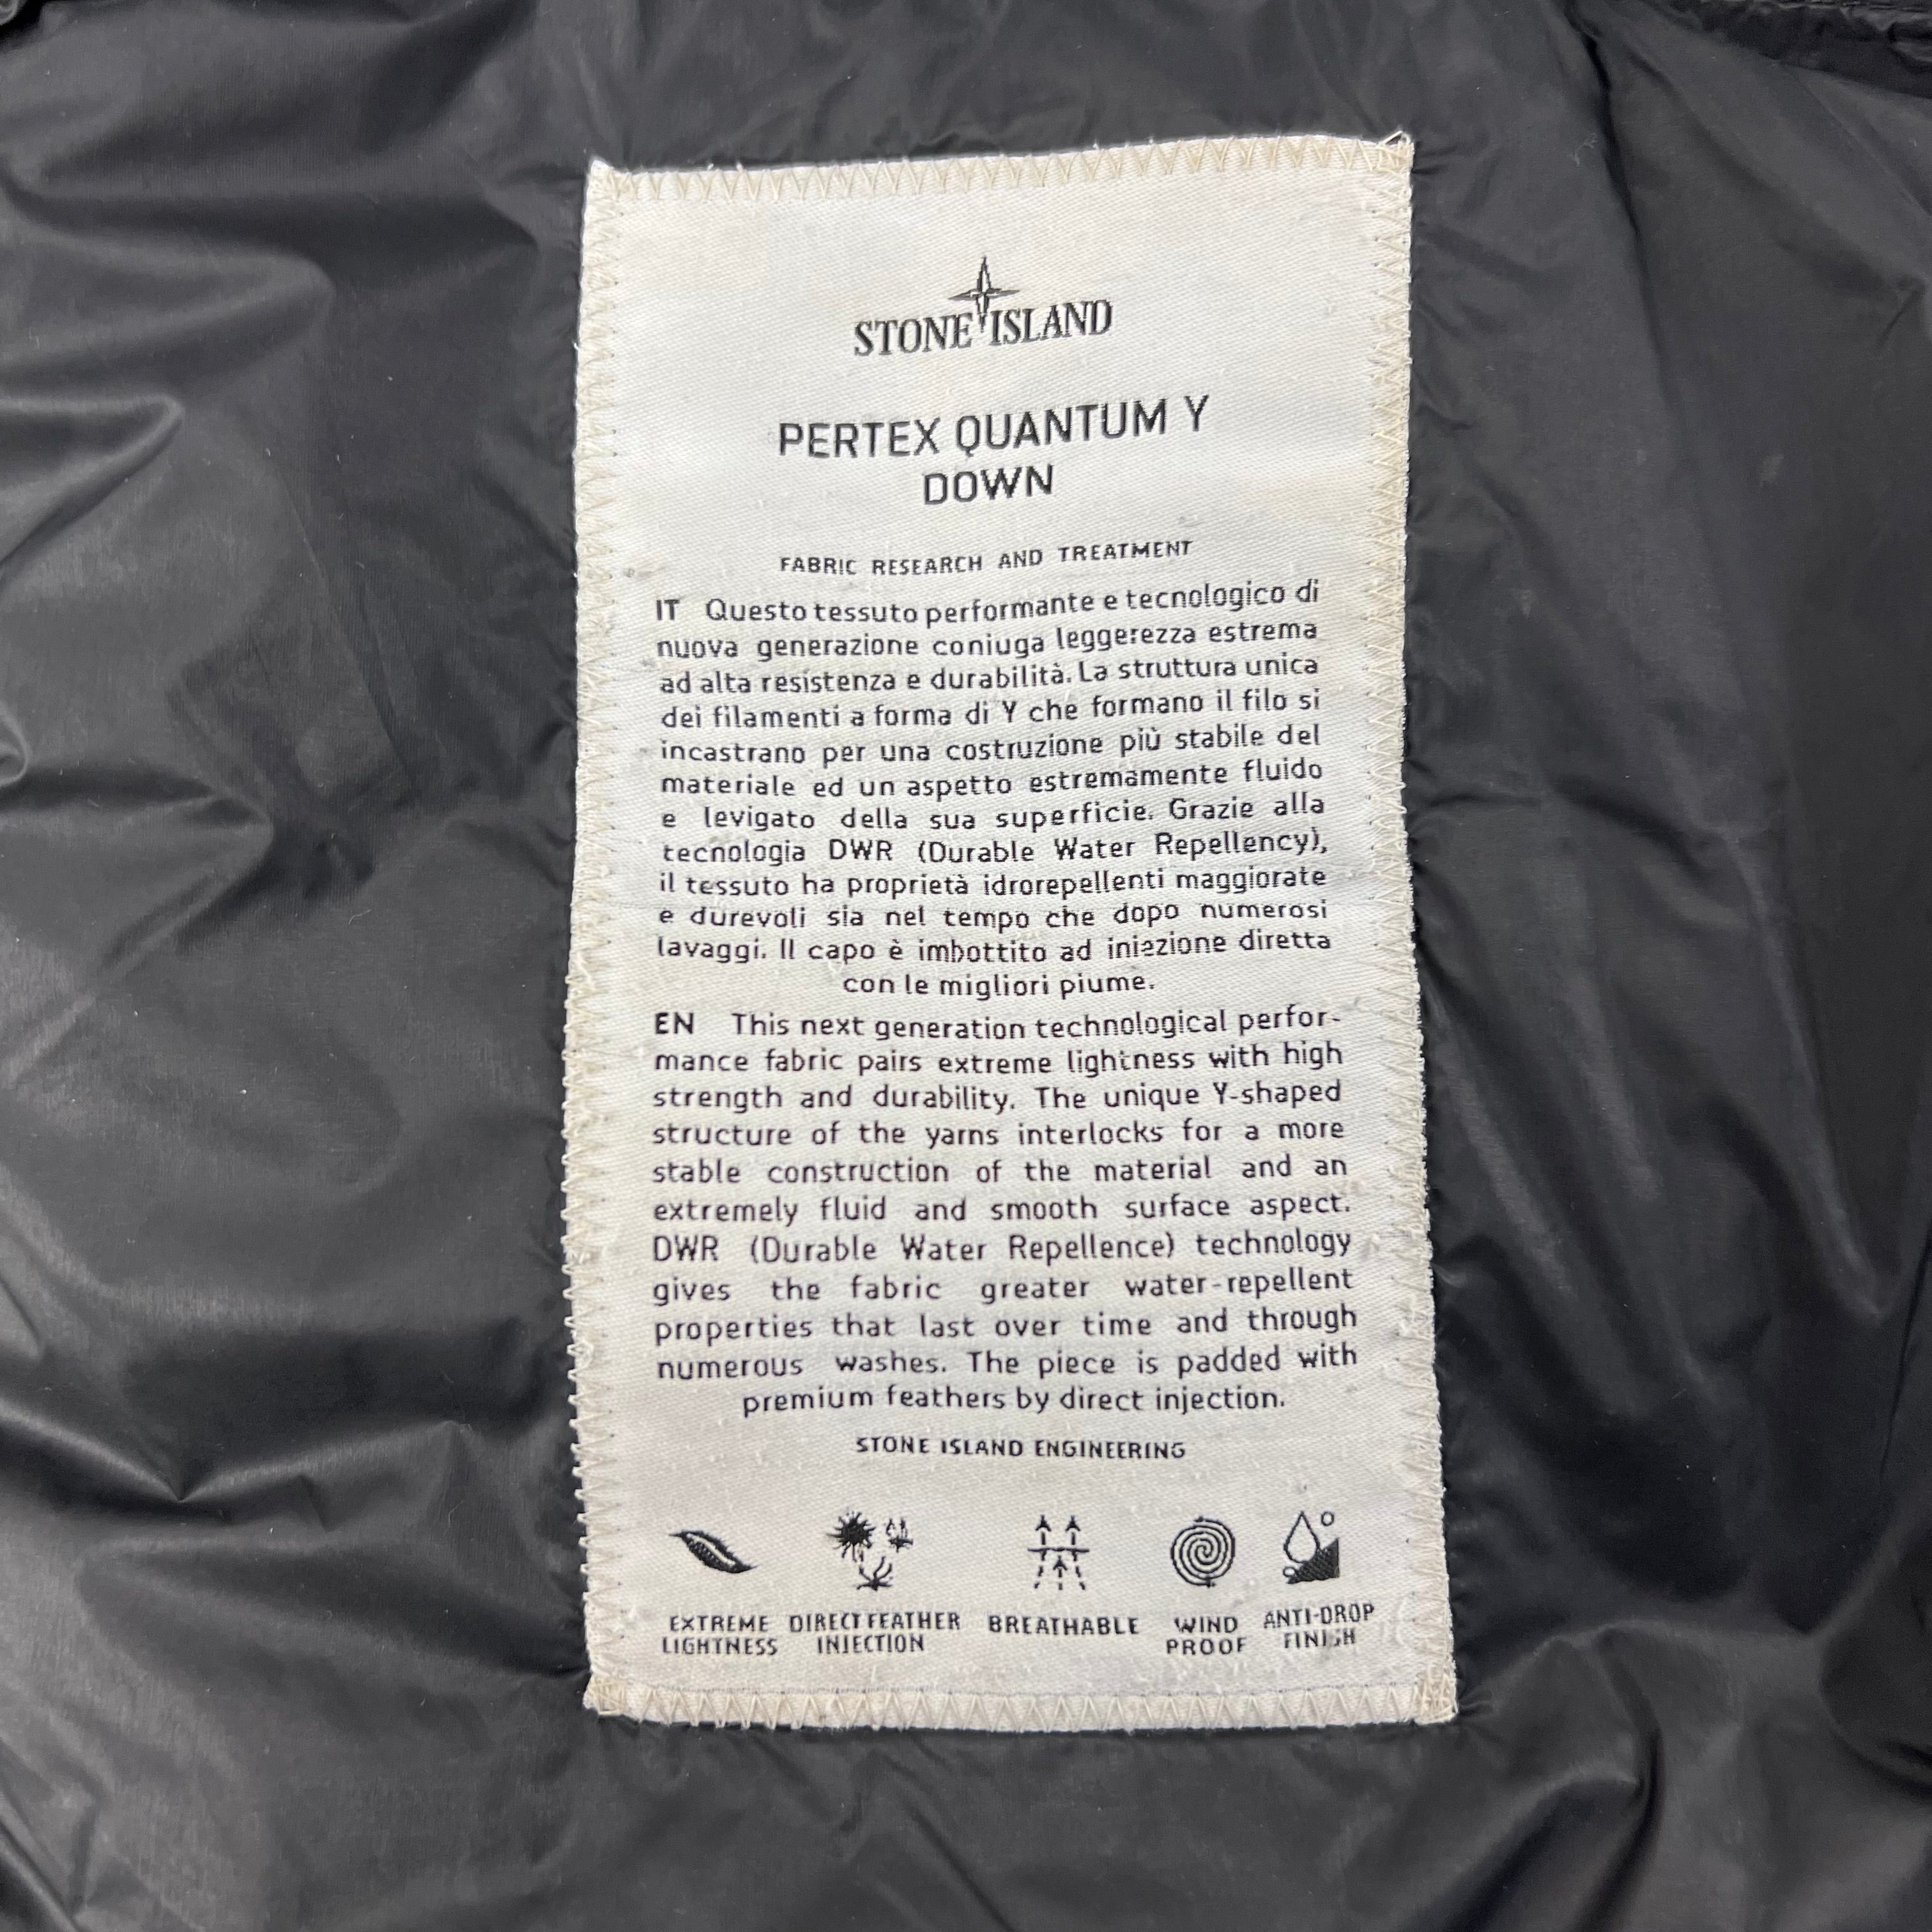 STONE ISLAND
PERTEX QUANTUM Y
DOWN
FABRIC RESEARCH AND TREATMENT
IT Questo tessuto performante e tecnologico di
nuova generazione coniuga leggerezza estrema
ad alta resistenza e durabilità. La struttura unica
dei filamenti a forma di Y che formano il filo si
incastrano per una costruzione più stabile del
materiale ed un aspetto estremamente fluido
e levigato della sua superficie. Grazie alla
tecnologia DWR (Durable Water Repellency),
il tessuto ha proprietà idrorepellenti maggiorate
e durevoli sia nel tempo che dopo numerosi
lavaggi. Il capo è imbottito ad iniezione diretta
con le migliori piume.
EN This next generation technological perfor-
mance fabric pairs extreme lightness with high
strength and durability. The unique Y-shaped
structure of the yarns interlocks for a more
stable construction of the material and an
extremely fluid and smooth surface aspect.
DWR (Durable Water Repellence) technology
gives the fabric greater water-repellent
properties that last over time and through
numerous washes. The piece is padded with
premium feathers by direct injection.
STONE ISLAND ENGINEERING
EXTREME LIGHTNESS
DIRECT FEATHER INJECTION
BREATHABLE
WIND PROOF
ANTI-DROP FINISH